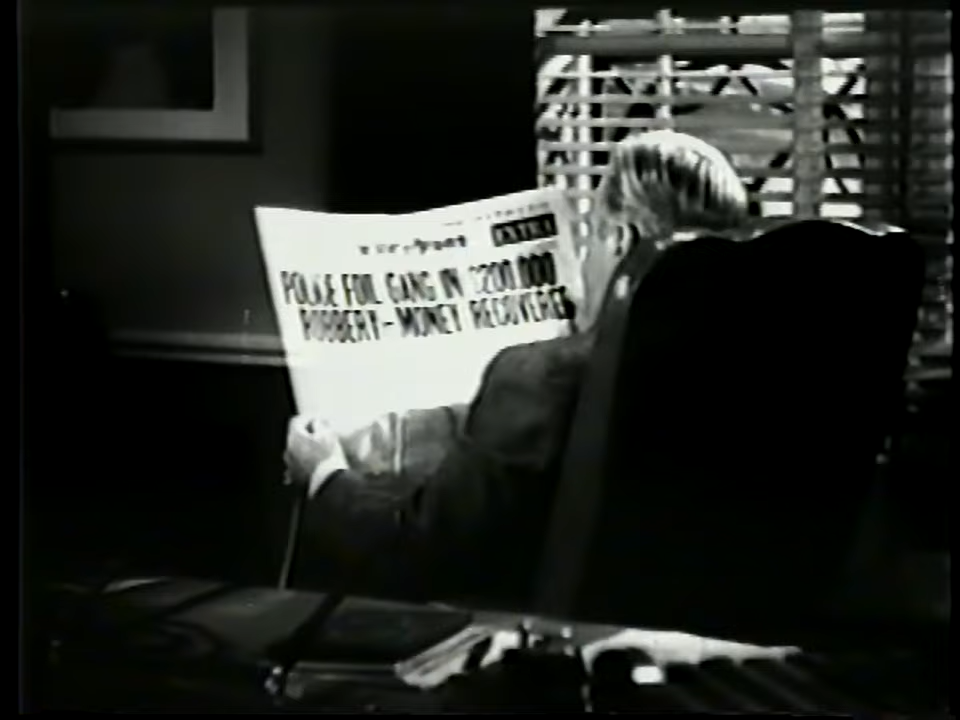 EXTRA
POLICE FOIL GANG IN $200,000
ROBBERY - MONEY RECOVERED